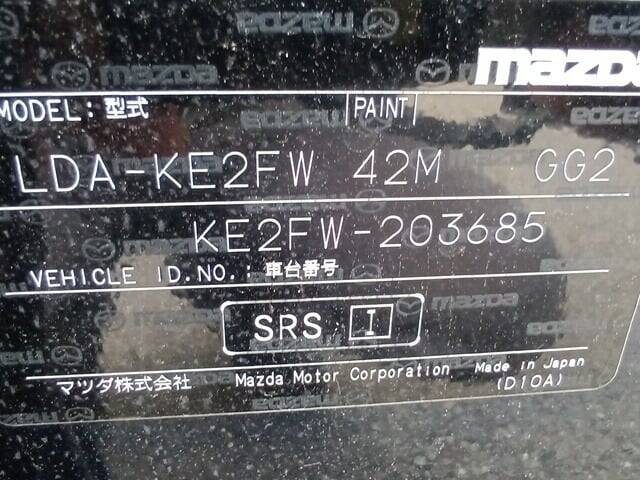 mazda
MODEL: 型式 PAINT
LDA-KE2FW 42M GG2
KE2FW-203685
VEHICLE ID.NO.: 車台番号
SRS I
マツダ株式会社 Mazda Motor Corporation Made in Japan
(D10A)